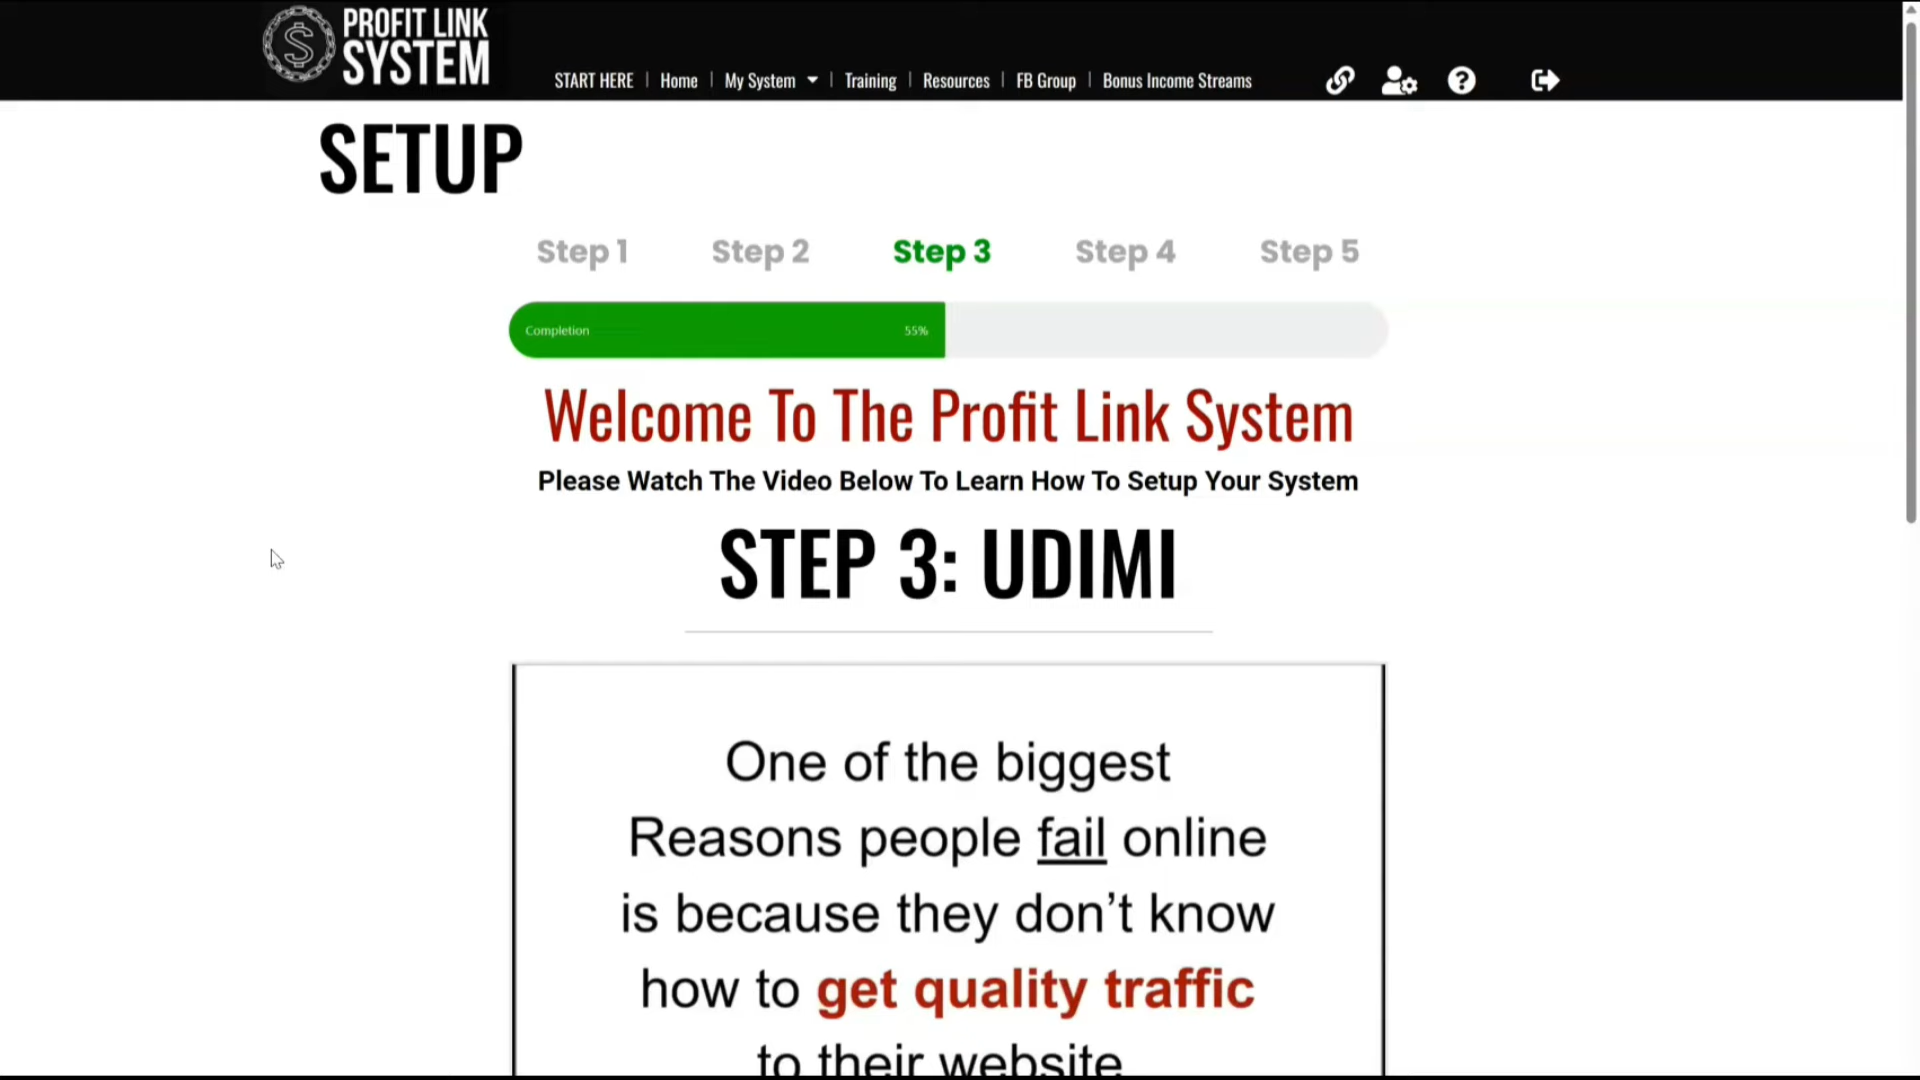 PROFIT LINK
SYSTEM
START HERE | Home | My System | Training | Resources | FB Group | Bonus Income Streams
SETUP
Step 1 Step 2 Step 3 Step 4 Step 5
Completion 55%
Welcome To The Profit Link System
Please Watch The Video Below To Learn How To Setup Your System
STEP 3: UDIMI
One of the biggest
Reasons people fail online
is because they don’t know
how to get quality traffic
to their website